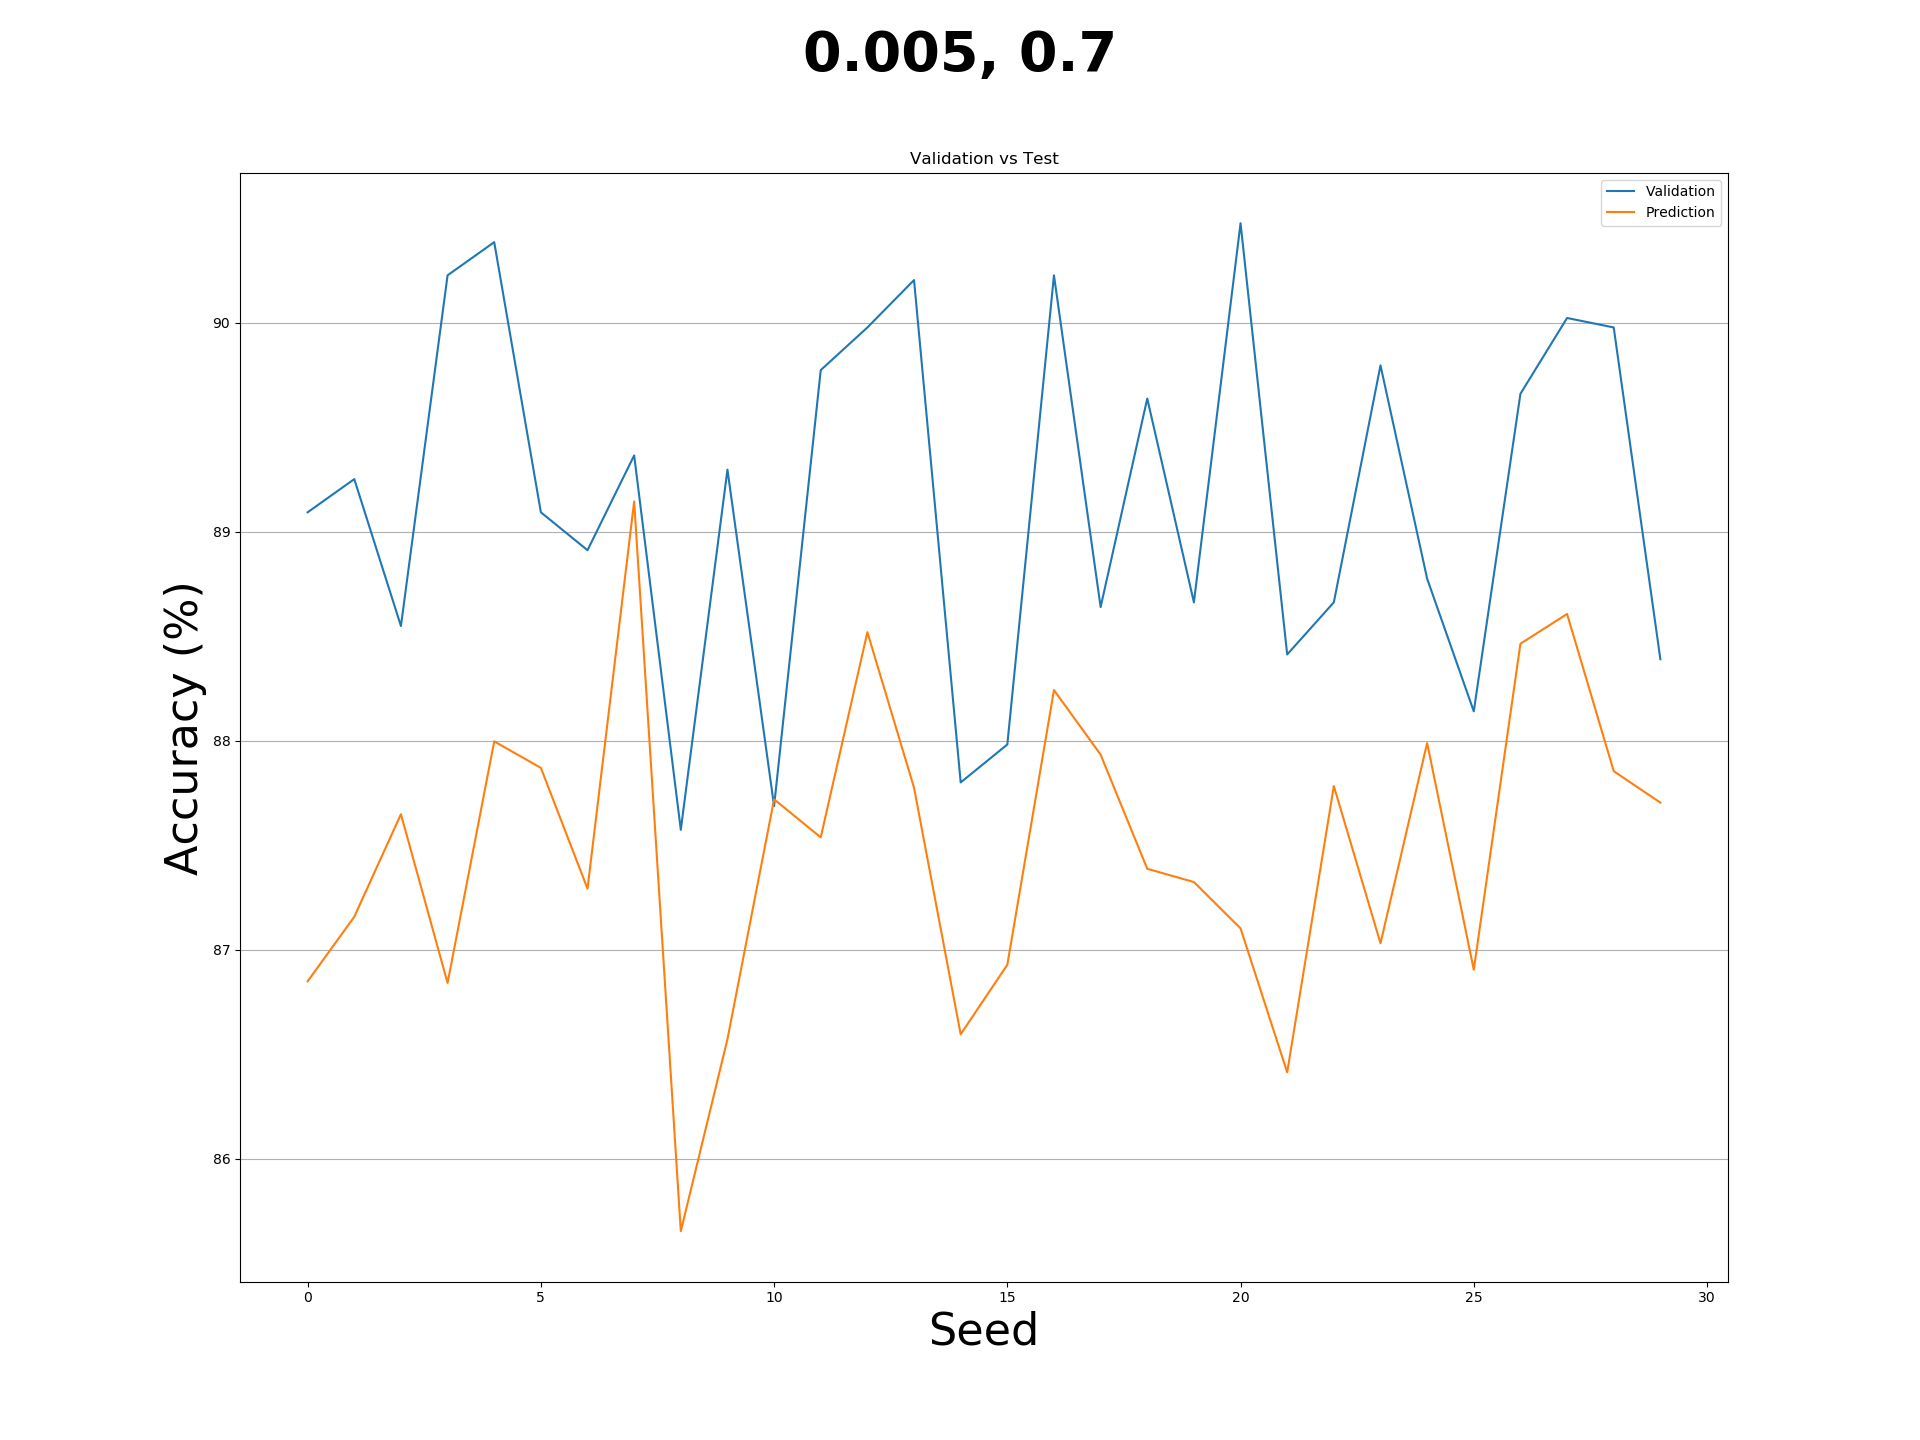 0.005, 0.7
Validation vs Test
Validation
Prediction
Accuracy (%)
90
89
88
87
86
0 5 10 15 20 25 30
Seed